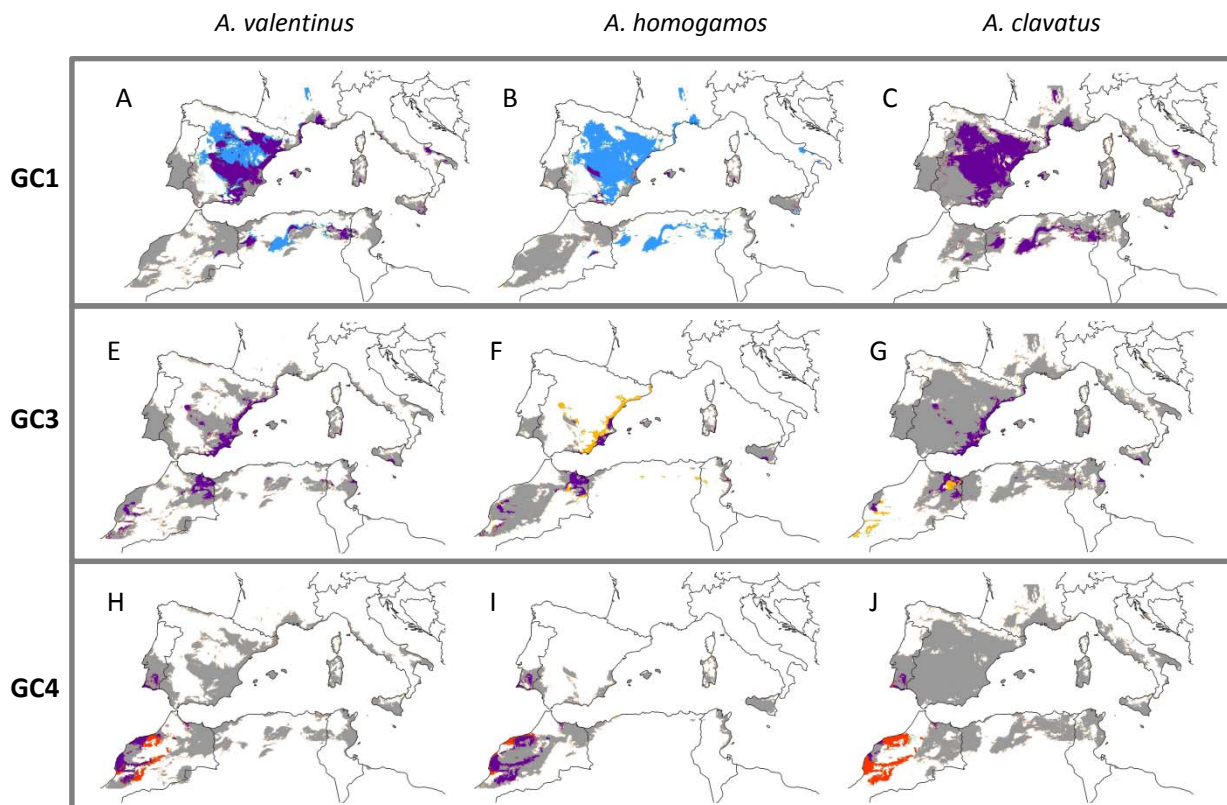 A. valentinus A. homogamos A. clavatus
GC1 A B C
GC3 E F G
GC4 H I J